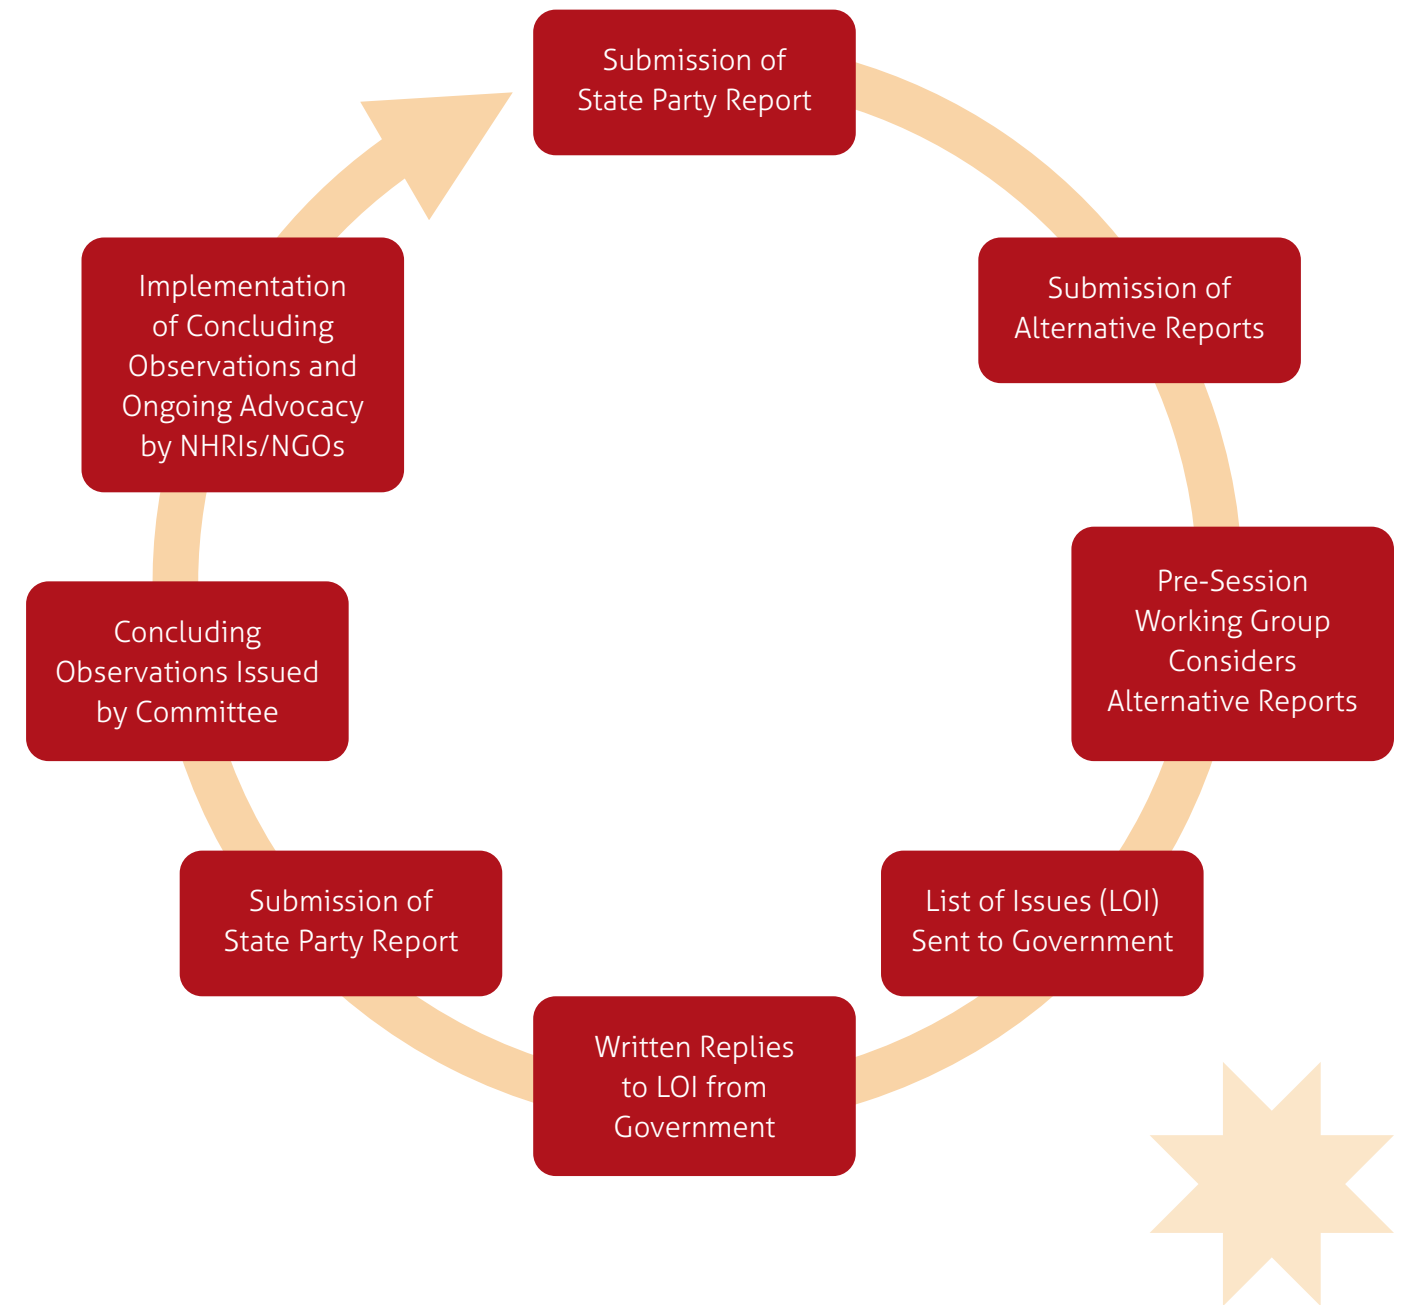 Submission of
State Party Report
Submission of
Alternative Reports
Pre-Session
Working Group
Considers
Alternative Reports
List of Issues (LOI)
Sent to Government
Written Replies
to LOI from
Government
Submission of
State Party Report
Concluding
Observations Issued
by Committee
Implementation
of Concluding
Observations and
Ongoing Advocacy
by NHRIs/NGOs